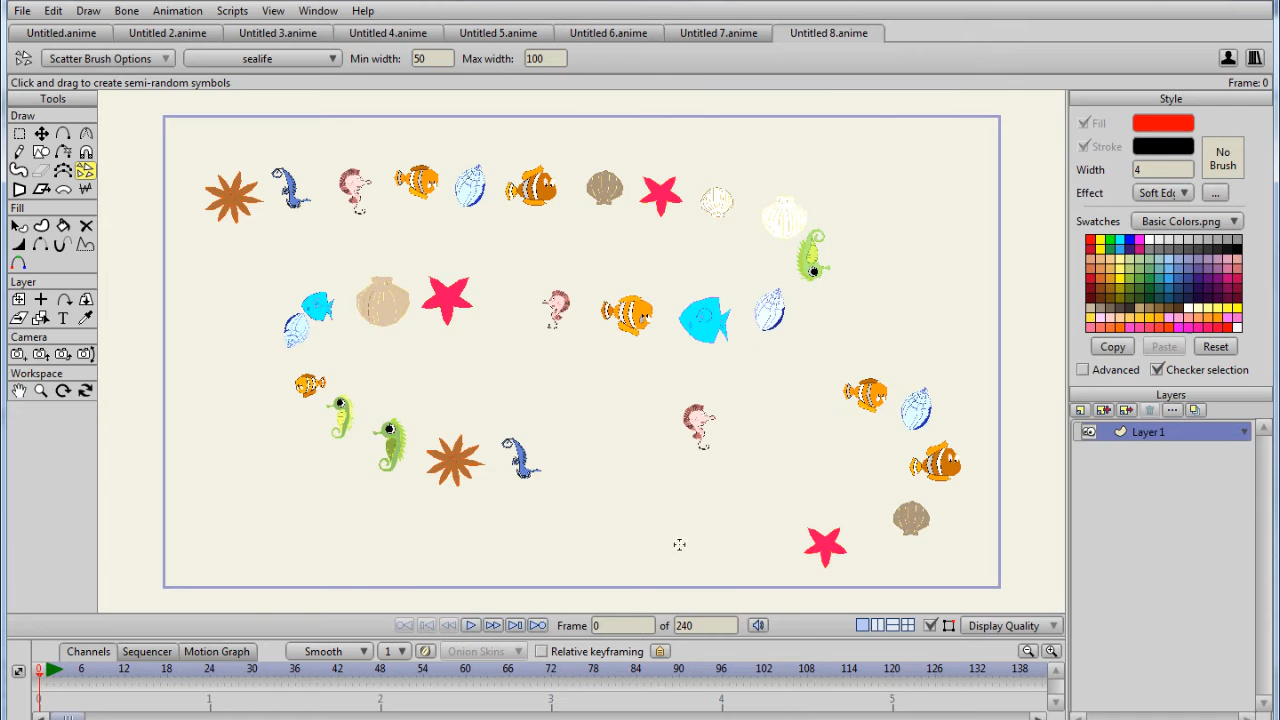 File Edit Draw Bone Animation Scripts View Window Help
Untitled.anime Untitled 2.anime Untitled 3.anime Untitled 4.anime Untitled 5.anime Untitled 6.anime Untitled 7.anime Untitled 8.anime
Scatter Brush Options sealife Min width: 50 Max width: 100
Click and drag to create semi-random symbols Frame: 0
Tools
Draw
Fill
Layer
T
Camera
Workspace
Style
Fill
Stroke
No Brush
Width 4
Effect Soft Edg ...
Swatches Basic Colors.png
Copy Paste Reset
Advanced Checker selection
Layers
...
Layer 1
Frame 0 of 240 Display Quality
Channels Sequencer Motion Graph Smooth 1 Onion Skins Relative keyframing
0 6 12 18 24 30 36 42 48 54 60 66 72 78 84 90 96 102 108 114 120 126 132 138
0 1 2 3 4 5